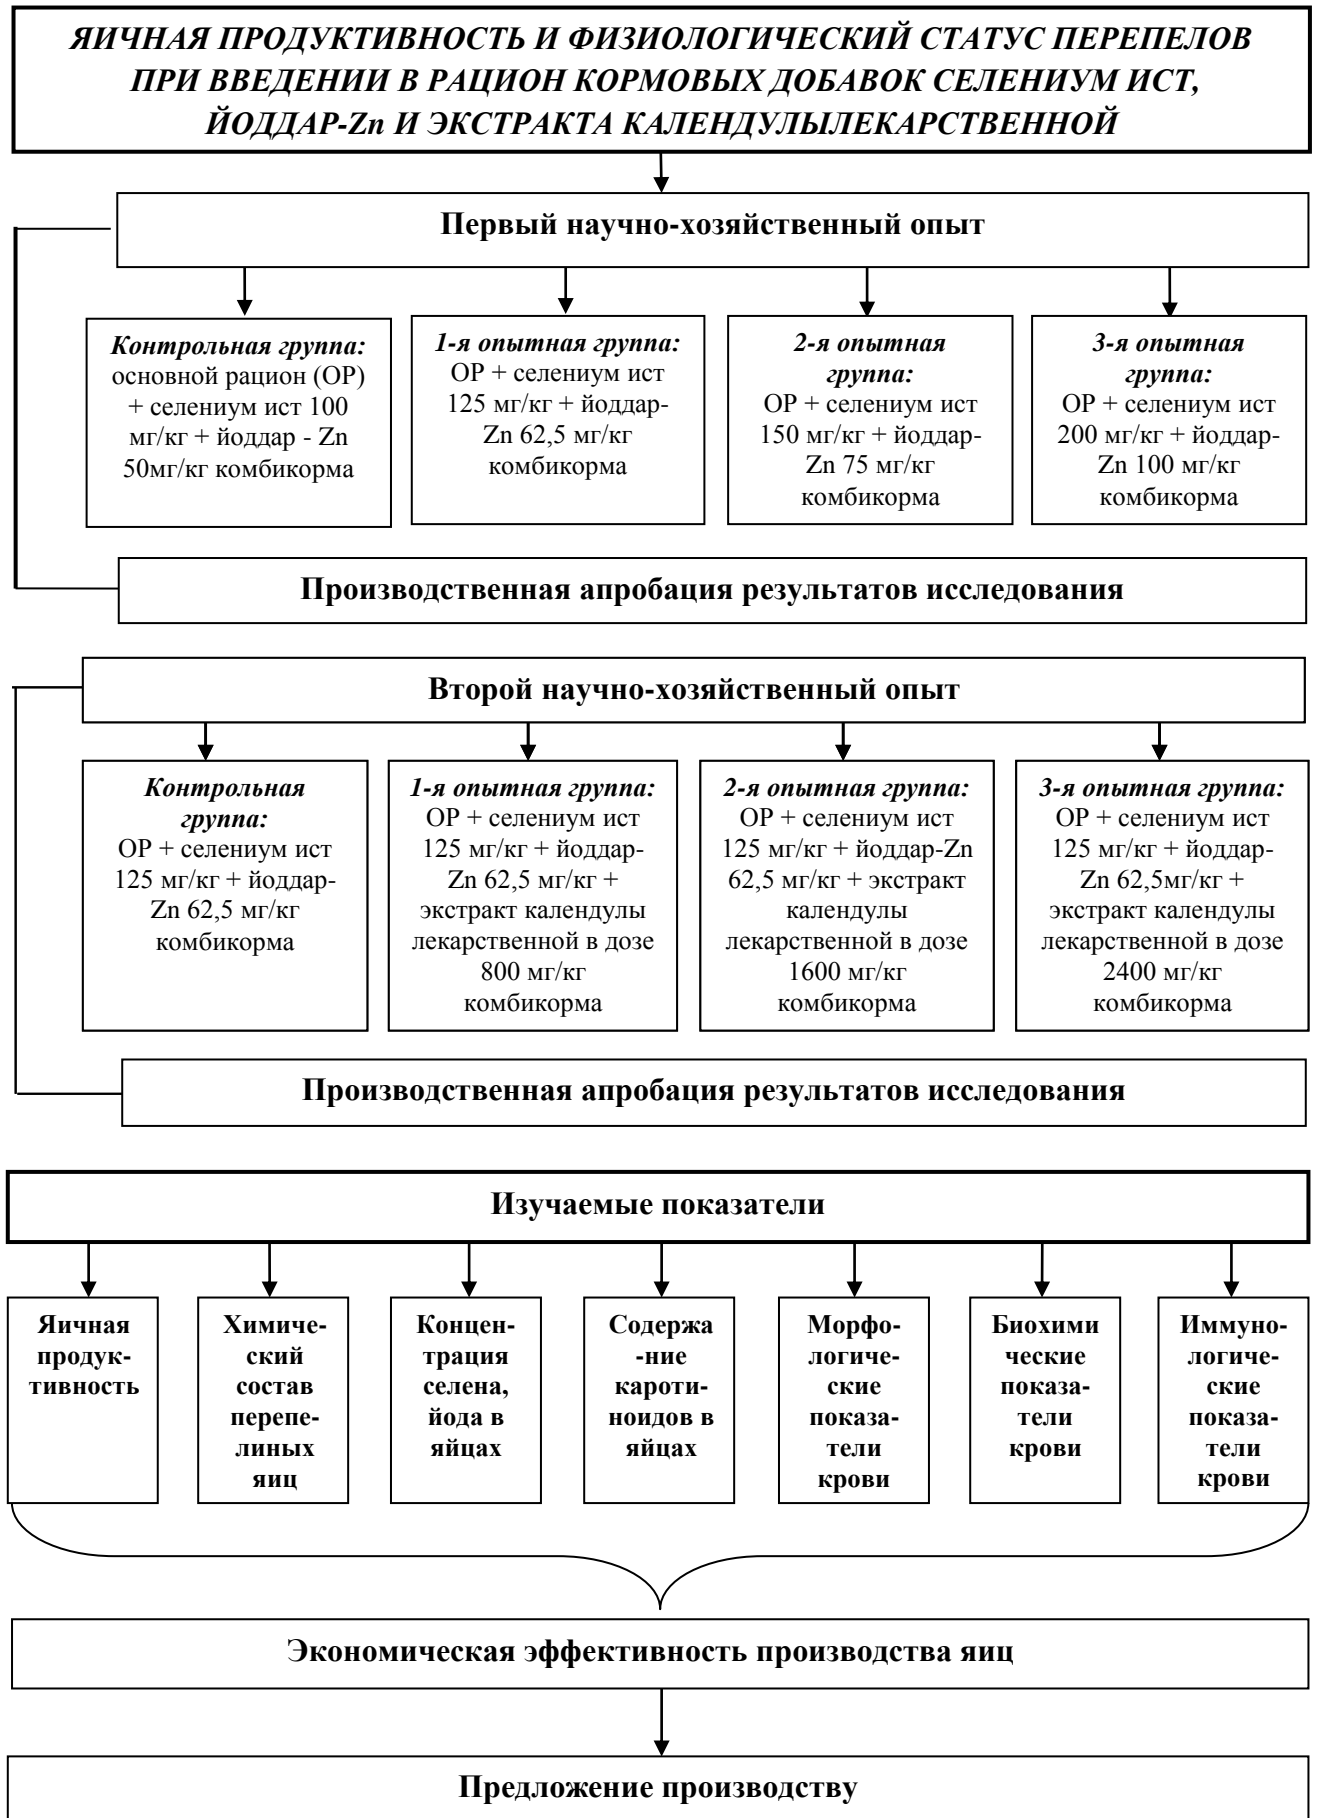 ЯИЧНАЯ ПРОДУКТИВНОСТЬ И ФИЗИОЛОГИЧЕСКИЙ СТАТУС ПЕРЕПЕЛОВ
ПРИ ВВЕДЕНИИ В РАЦИОН КОРМОВЫХ ДОБАВОК СЕЛЕНИУМ ИСТ,
ЙОДДАР-Zn И ЭКСТРАКТА КАЛЕНДУЛЫЛЕКАРСТВЕННОЙ
Первый научно-хозяйственный опыт
Контрольная группа:
основной рацион (ОР)
+ селениум ист 100
мг/кг + йоддар - Zn
50мг/кг комбикорма
1-я опытная группа:
ОР + селениум ист
125 мг/кг + йоддар-
Zn 62,5 мг/кг
комбикорма
2-я опытная
группа:
ОР + селениум ист
150 мг/кг + йоддар-
Zn 75 мг/кг
комбикорма
3-я опытная
группа:
ОР + селениум ист
200 мг/кг + йоддар-
Zn 100 мг/кг
комбикорма
Производственная апробация результатов исследования
Второй научно-хозяйственный опыт
Контрольная
группа:
ОР + селениум ист
125 мг/кг + йоддар-
Zn 62,5 мг/кг
комбикорма
1-я опытная группа:
ОР + селениум ист
125 мг/кг + йоддар-
Zn 62,5 мг/кг +
экстракт календулы
лекарственной в дозе
800 мг/кг
комбикорма
2-я опытная группа:
ОР + селениум ист
125 мг/кг + йоддар-Zn
62,5 мг/кг + экстракт
календулы
лекарственной в дозе
1600 мг/кг
комбикорма
3-я опытная группа:
ОР + селениум ист
125 мг/кг + йоддар-
Zn 62,5мг/кг +
экстракт календулы
лекарственной в дозе
2400 мг/кг
комбикорма
Производственная апробация результатов исследования
Изучаемые показатели
Яичная
продук-
тивность
Химиче-
ский
состав
перепе-
линых
яиц
Концен-
трация
селена,
йода в
яйцах
Содержа
-ние
кароти-
ноидов в
яйцах
Морфо-
логиче-
ские
показа-
тели
крови
Биохими
ческие
показа-
тели
крови
Иммуно-
логиче-
ские
показа-
тели
крови
Экономическая эффективность производства яиц
Предложение производству